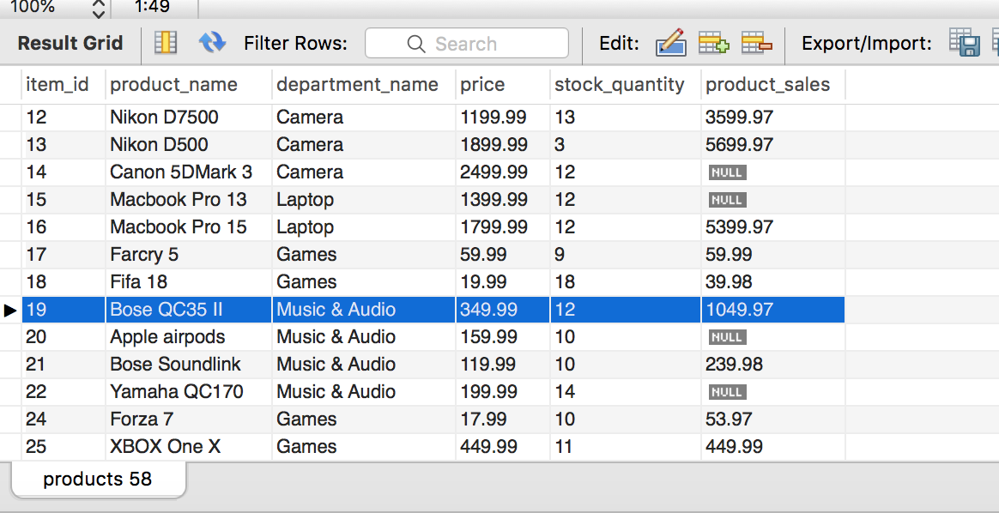 100% 1:49
Result Grid Filter Rows: Search Edit: Export/Import:
item_id product_name department_name price stock_quantity product_sales
12 Nikon D7500 Camera 1199.99 13 3599.97
13 Nikon D500 Camera 1899.99 3 5699.97
14 Canon 5DMark 3 Camera 2499.99 12 NULL
15 Macbook Pro 13 Laptop 1399.99 12 NULL
16 Macbook Pro 15 Laptop 1799.99 12 5399.97
17 Farcry 5 Games 59.99 9 59.99
18 Fifa 18 Games 19.99 18 39.98
19 Bose QC35 II Music & Audio 349.99 12 1049.97
20 Apple airpods Music & Audio 159.99 10 NULL
21 Bose Soundlink Music & Audio 119.99 10 239.98
22 Yamaha QC170 Music & Audio 199.99 14 NULL
24 Forza 7 Games 17.99 10 53.97
25 XBOX One X Games 449.99 11 449.99
products 58